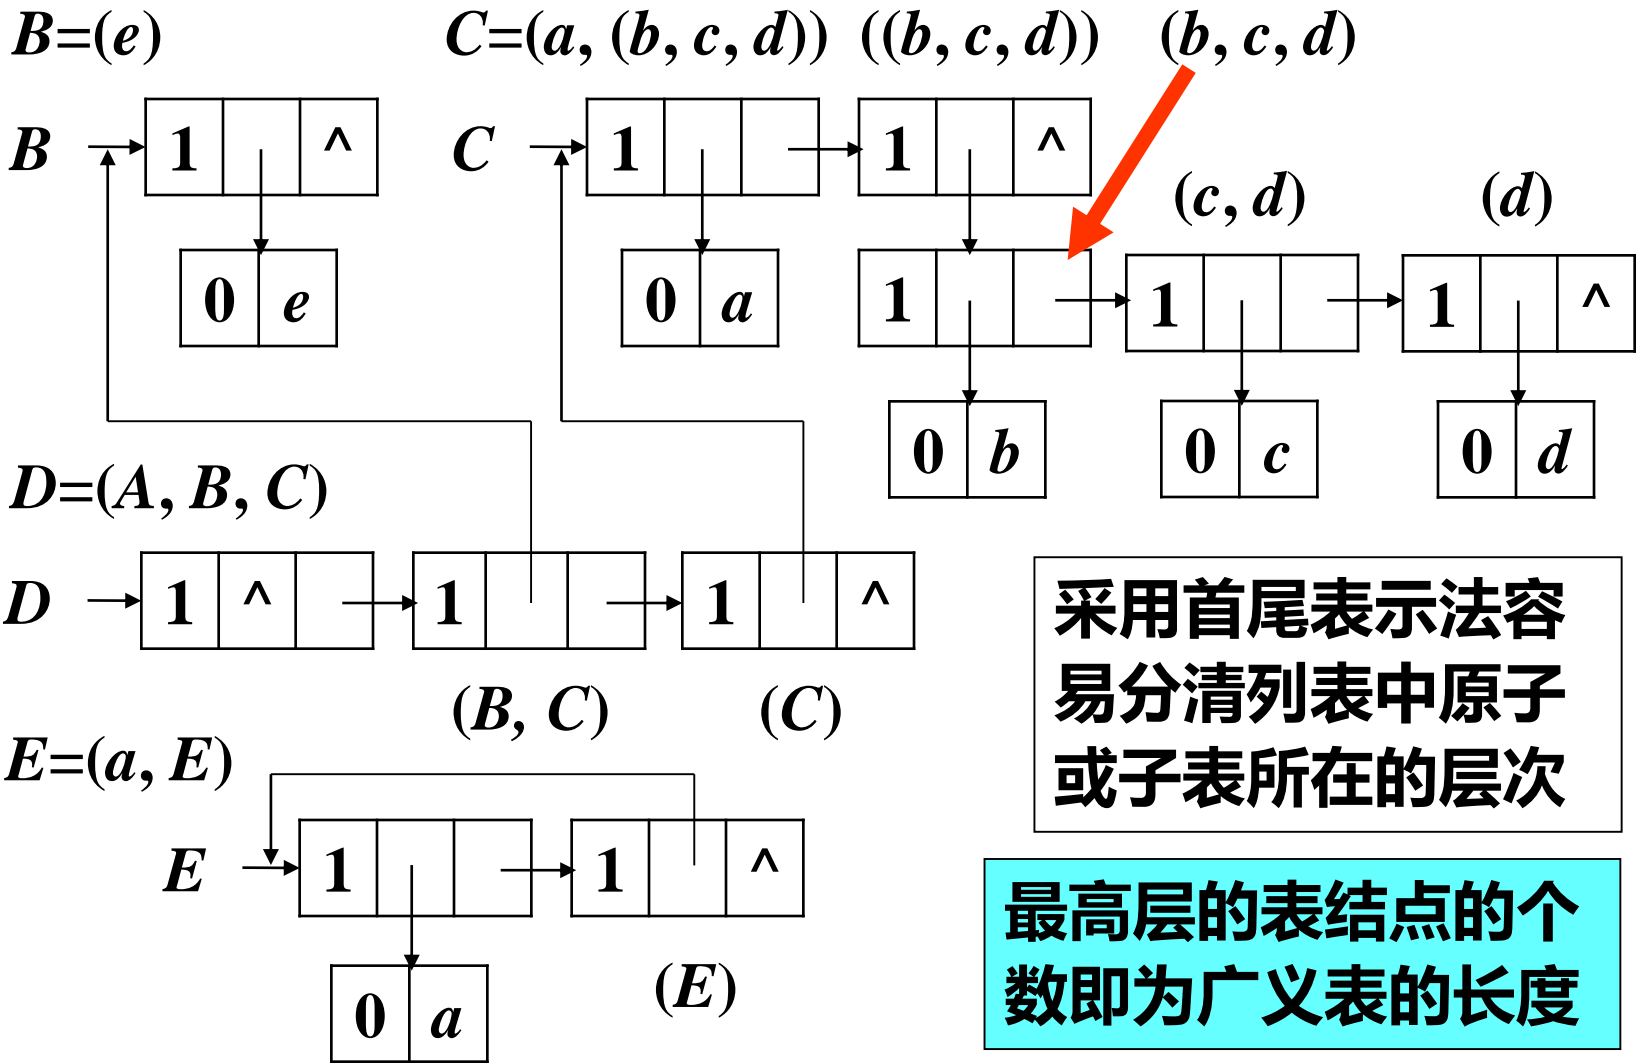 B=(e) C=(a, (b, c, d)) ((b, c, d)) (b, c, d)
B 1 ^ C 1 1 ^
(c, d) (d)
0 e 0 a 1 1 1 ^
0 b 0 c 0 d
D=(A, B, C)
D 1 ^ 1 1 ^
(B, C) (C)
E=(a, E)
E 1 1 ^
(E)
0 a
采用首尾表示法容
易分清列表中原子
或子表所在的层次
最高层的表结点的个
数即为广义表的长度